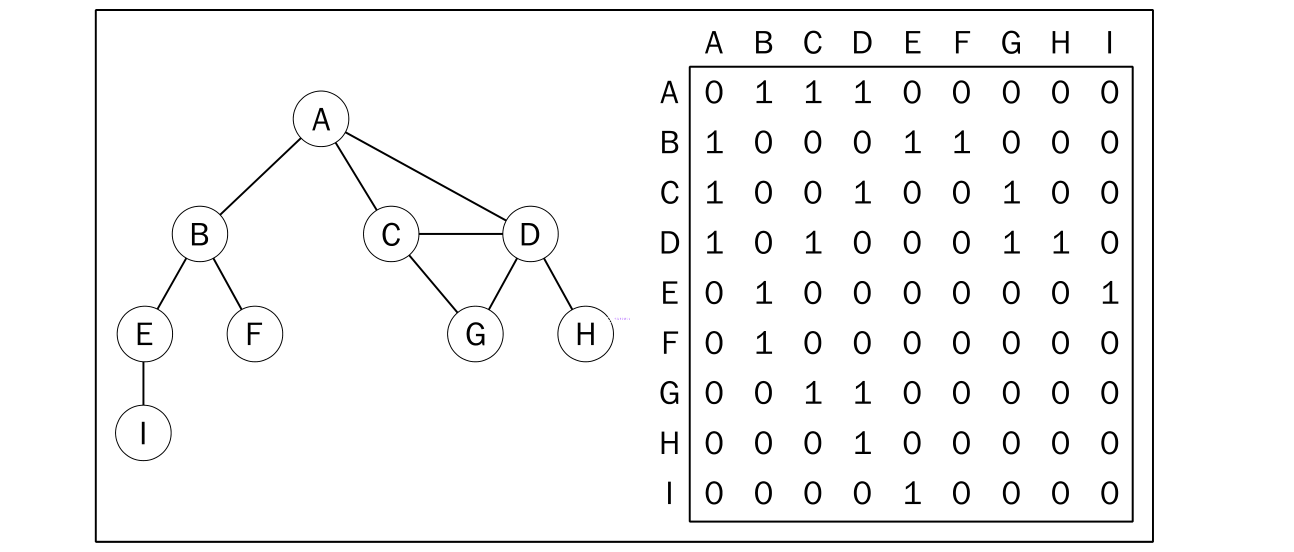 A
B
C
D
E
F
G
H
I
A B C D E F G H I
A 0 1 1 1 0 0 0 0 0
B 1 0 0 0 1 1 0 0 0
C 1 0 0 1 0 0 1 0 0
D 1 0 1 0 0 0 1 1 0
E 0 1 0 0 0 0 0 0 1
F 0 1 0 0 0 0 0 0 0
G 0 0 1 1 0 0 0 0 0
H 0 0 0 1 0 0 0 0 0
I 0 0 0 0 1 0 0 0 0